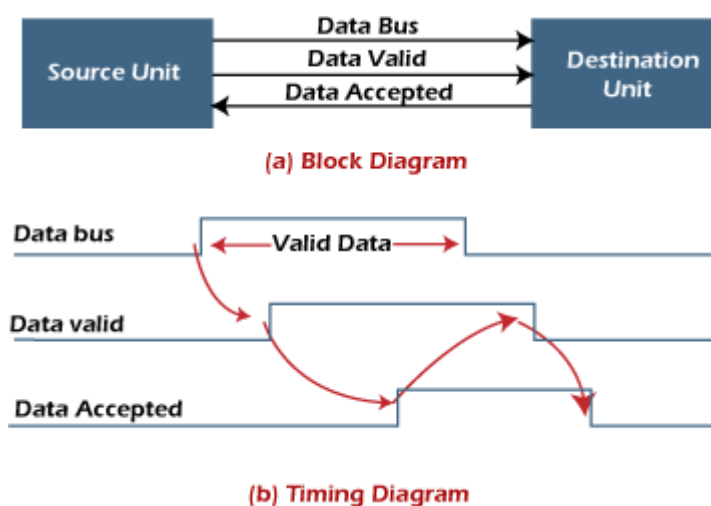 Data Bus
Source Unit
Data Valid
Destination
Unit
Data Accepted
(a) Block Diagram
Data bus
Valid Data
Data valid
Data Accepted
(b) Timing Diagram